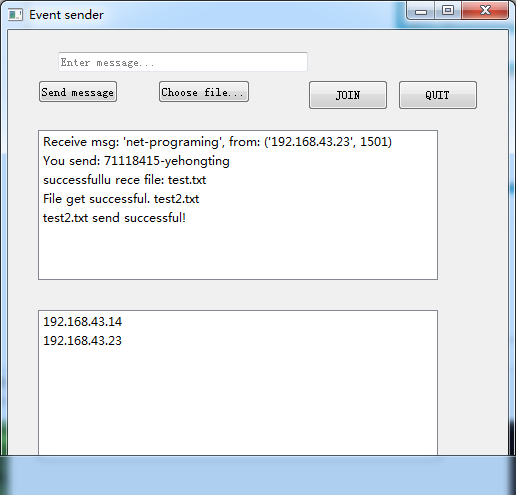 Event sender
Enter message...
Send message
Choose file...
JOIN
QUIT
Receive msg: 'net-programing', from: ('192.168.43.23', 1501)
You send: 71118415-yehongting
successfullu rece file: test.txt
File get successful. test2.txt
test2.txt send successful!
192.168.43.14
192.168.43.23